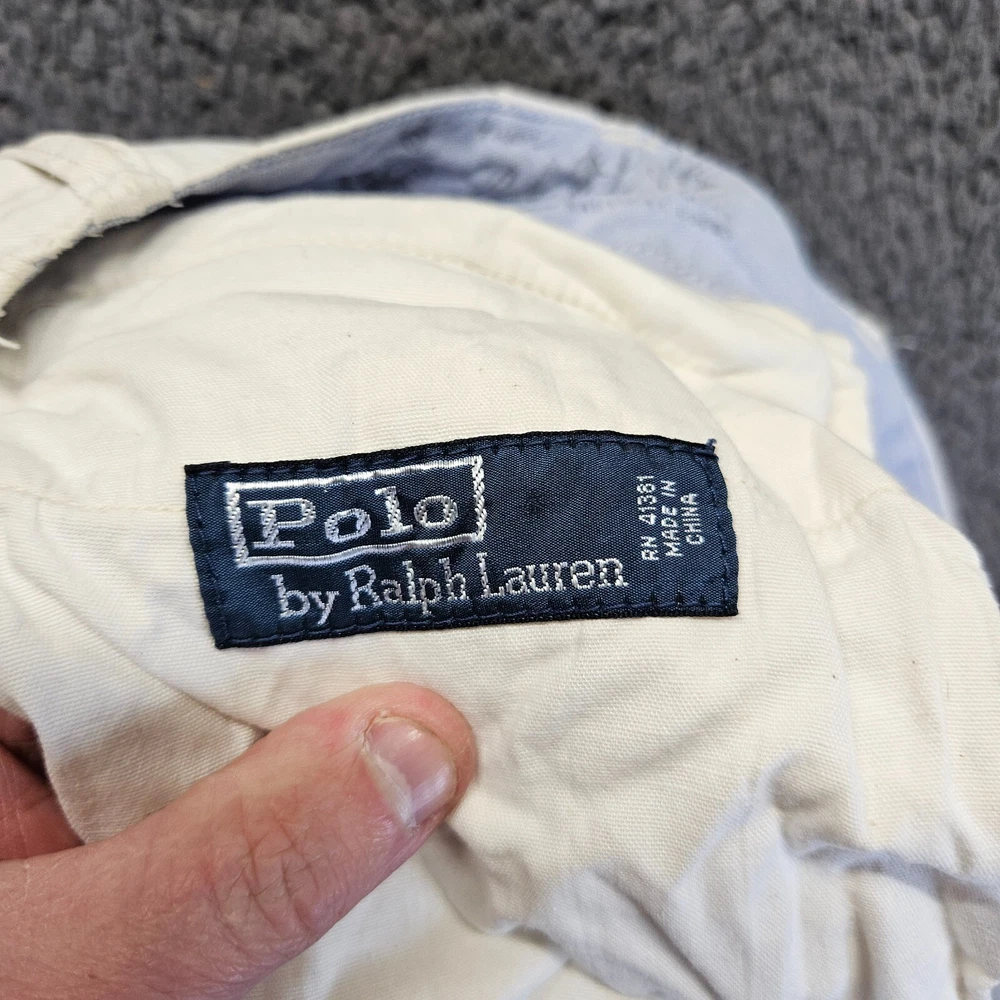 Polo
by Ralph Lauren
RN 41381
MADE IN
CHINA